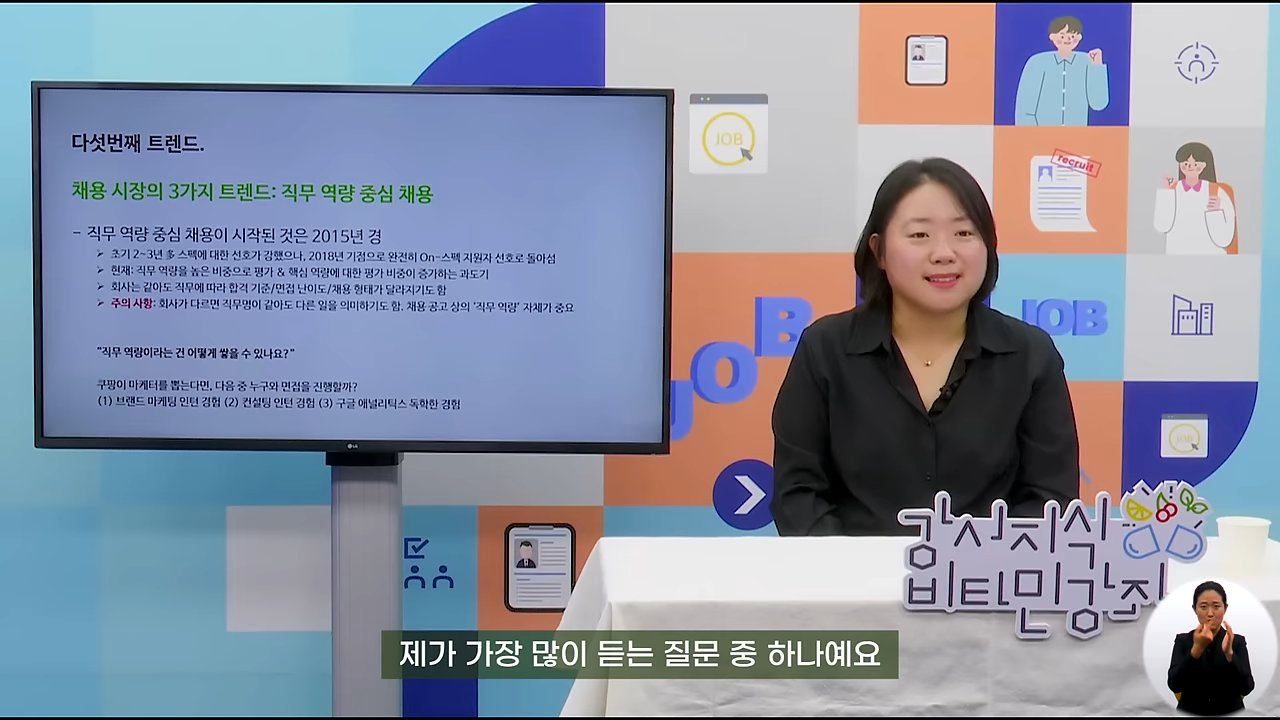 다섯번째 트렌드.
채용 시장의 3가지 트렌드: 직무 역량 중심 채용
- 직무 역량 중심 채용이 시작된 것은 2015년 경
➢ 초기 2~3년 多 스펙에 대한 선호가 강했으나, 2018년 기점으로 완전히 On-스펙 지원자 선호로 돌아섬
➢ 현재: 직무 역량을 높은 비중으로 평가 & 핵심 역량에 대한 평가 비중이 증가하는 과도기
➢ 회사는 같아도 직무에 따라 합격 기준/면접 난이도/채용 형태가 달라지기도 함
➢ 주의 사항: 회사가 다르면 직무명이 같아도 다른 일을 의미하기도 함. 채용 공고 상의 '직무 역량' 자체가 중요
"직무 역량이라는 건 어떻게 쌓을 수 있나요?"
쿠팡이 마케터를 뽑는다면, 다음 중 누구와 면접을 진행할까?
(1) 브랜드 마케팅 인턴 경험 (2) 컨설팅 인턴 경험 (3) 구글 애널리틱스 독학한 경험
LG
JOB
recruit
JOB
JOB
JOB
강서지식
비타민강좌
제가 가장 많이 듣는 질문 중 하나예요